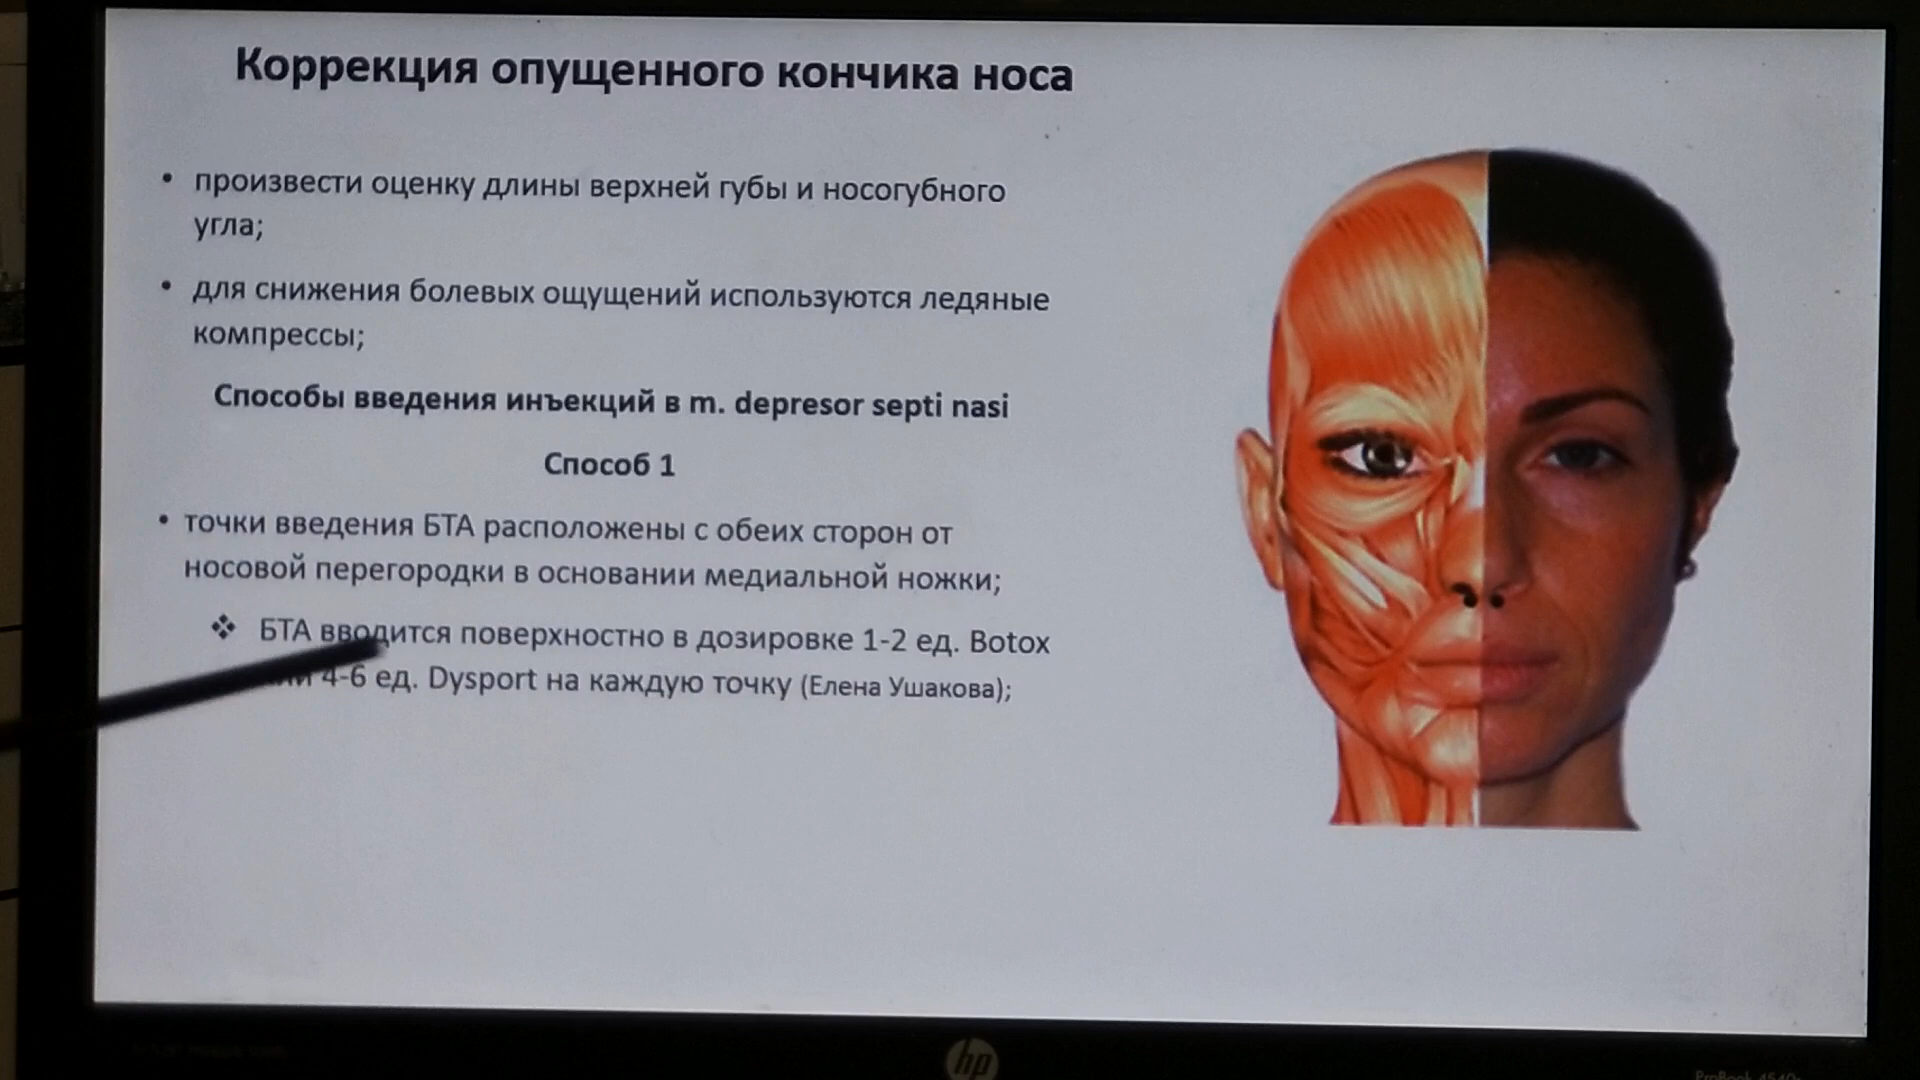 Коррекция опущенного кончика носа
• произвести оценку длины верхней губы и носогубного
угла;
• для снижения болевых ощущений используются ледяные
компрессы;
Способы введения инъекций в m. depresor septi nasi
Способ 1
• точки введения БТА расположены с обеих сторон от
носовой перегородки в основании медиальной ножки;
❖ БТА вводится поверхностно в дозировке 1-2 ед. Botox
4-6 ед. Dysport на каждую точку (Елена Ушакова);
hp
ProBook